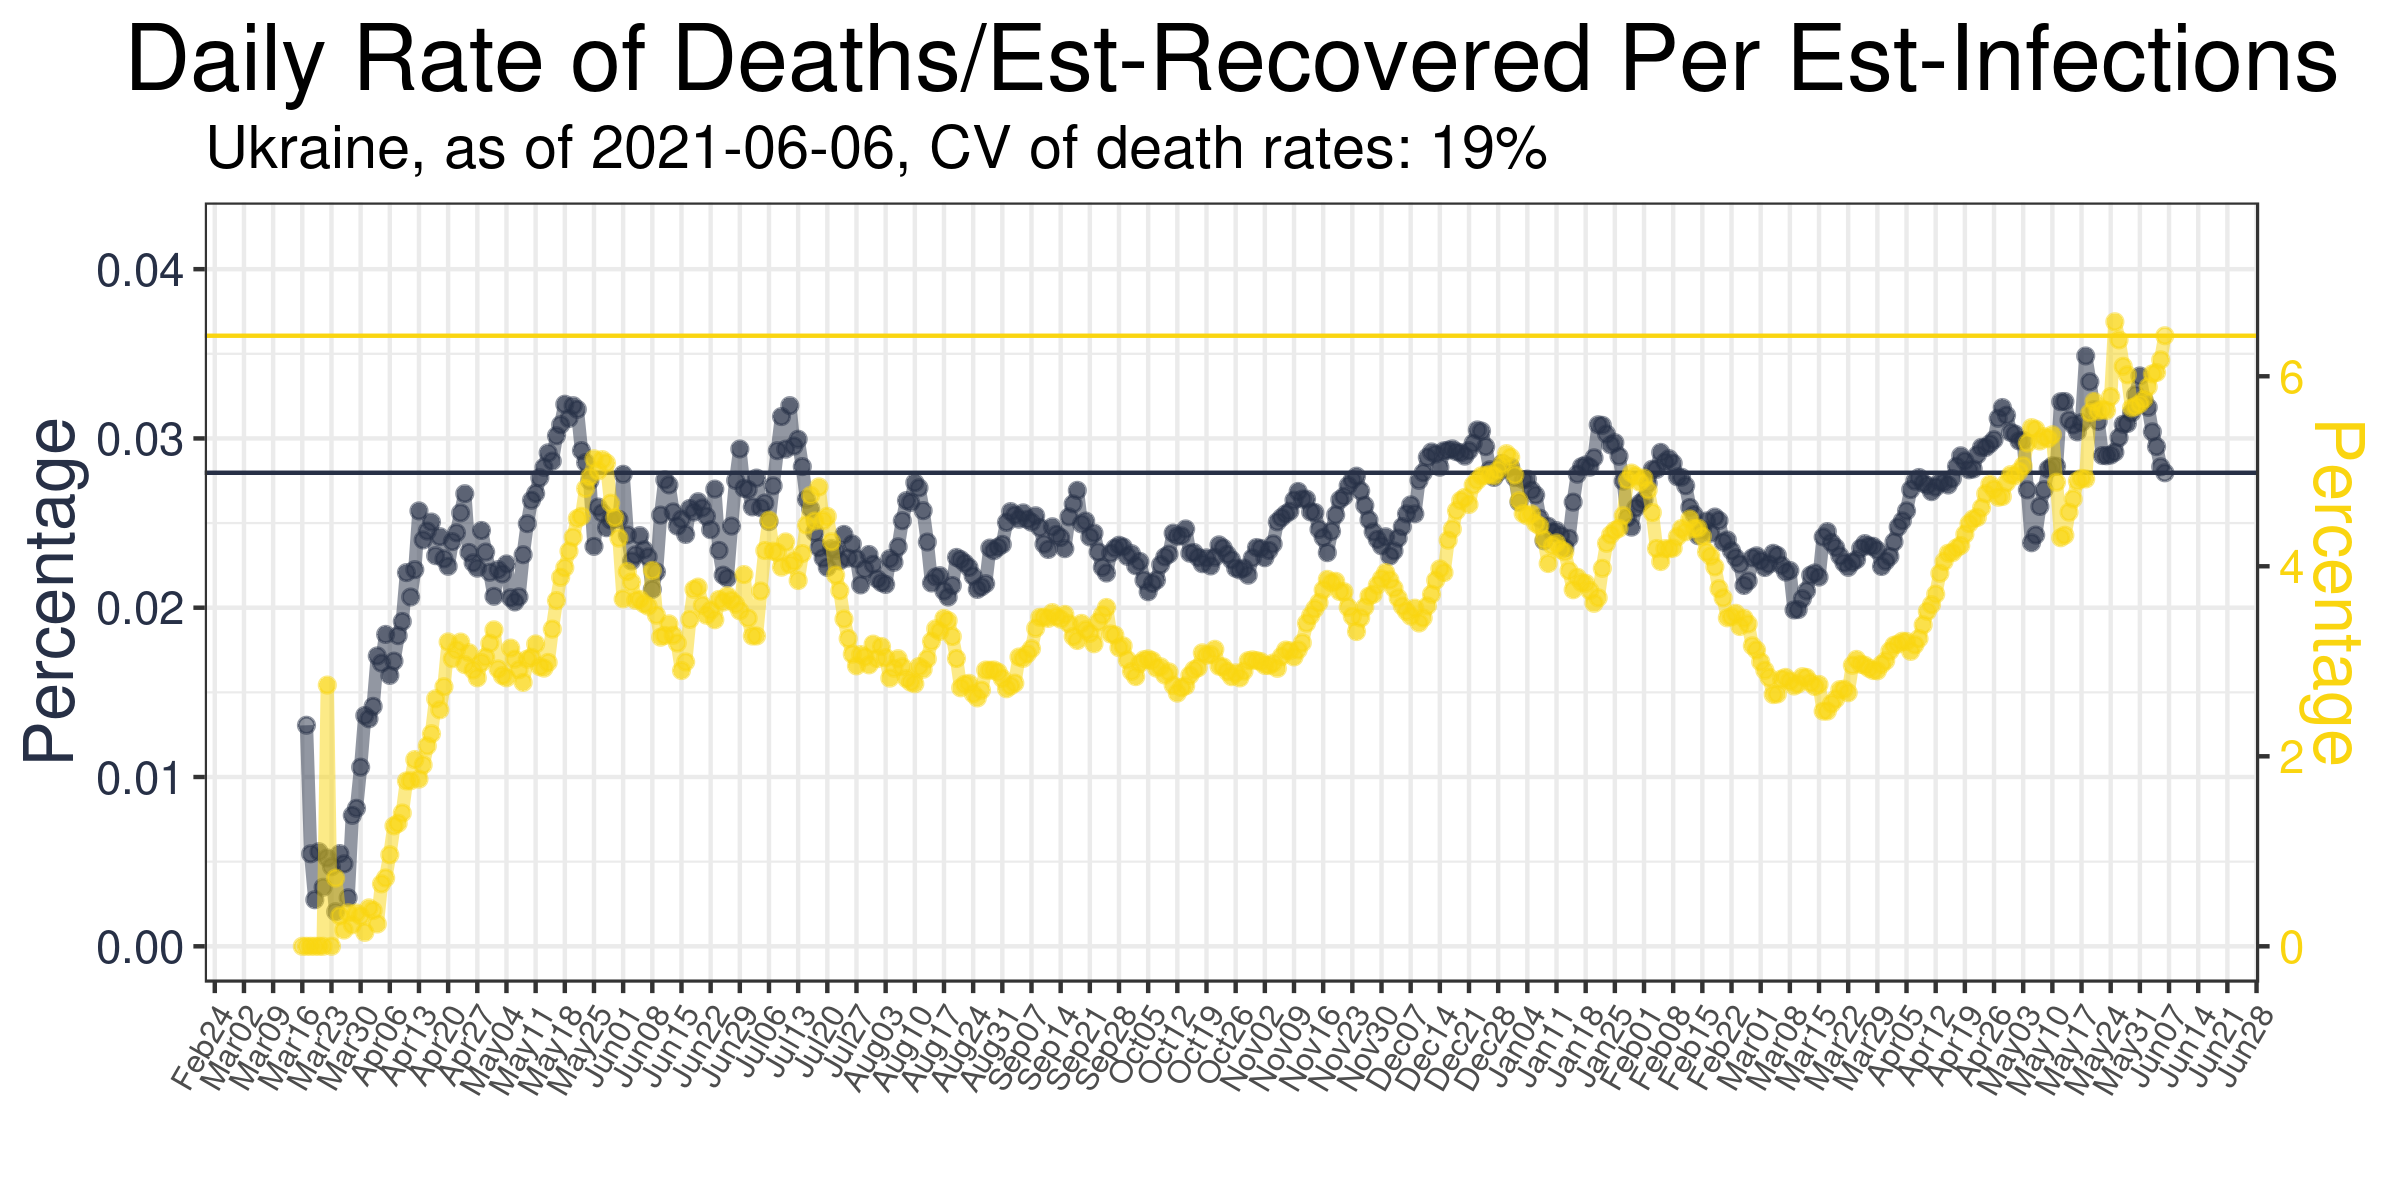 Daily Rate of Deaths/Est-Recovered Per Est-Infections
Ukraine, as of 2021-06-06, CV of death rates: 19%
Percentage
0.04
0.03
0.02
0.01
0.00
6
4
2
0
Percentage
Feb24
Mar02
Mar09
Mar16
Mar23
Mar30
Apr06
Apr13
Apr20
Apr27
May04
May11
May18
May25
Jun01
Jun08
Jun15
Jun22
Jun29
Jul06
Jul13
Jul20
Jul27
Aug03
Aug10
Aug17
Aug24
Aug31
Sep07
Sep14
Sep21
Sep28
Oct05
Oct12
Oct19
Oct26
Nov02
Nov09
Nov16
Nov23
Nov30
Dec07
Dec14
Dec21
Dec28
Jan04
Jan11
Jan18
Jan25
Feb01
Feb08
Feb15
Feb22
Mar01
Mar08
Mar15
Mar22
Mar29
Apr05
Apr12
Apr19
Apr26
May03
May10
May17
May24
May31
Jun07
Jun14
Jun21
Jun28